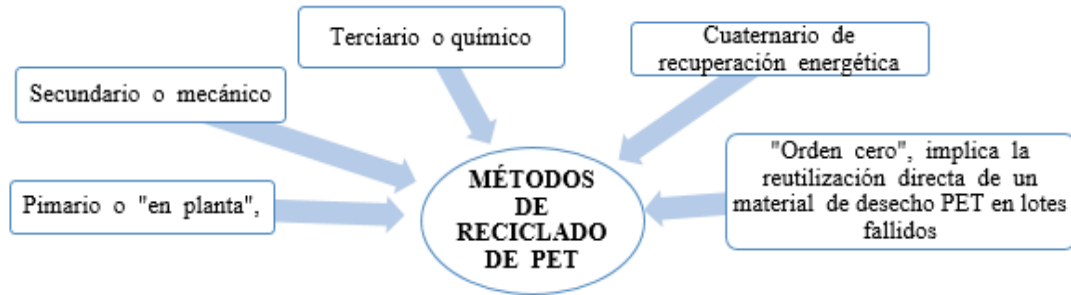 Terciario o químico
Cuaternario de
recuperación energética
Secundario o mecánico
"Orden cero", implica la
reutilización directa de un
material de desecho PET en lotes
fallidos
Pimario o "en planta",
MÉTODOS
DE
RECICLADO
DE PET